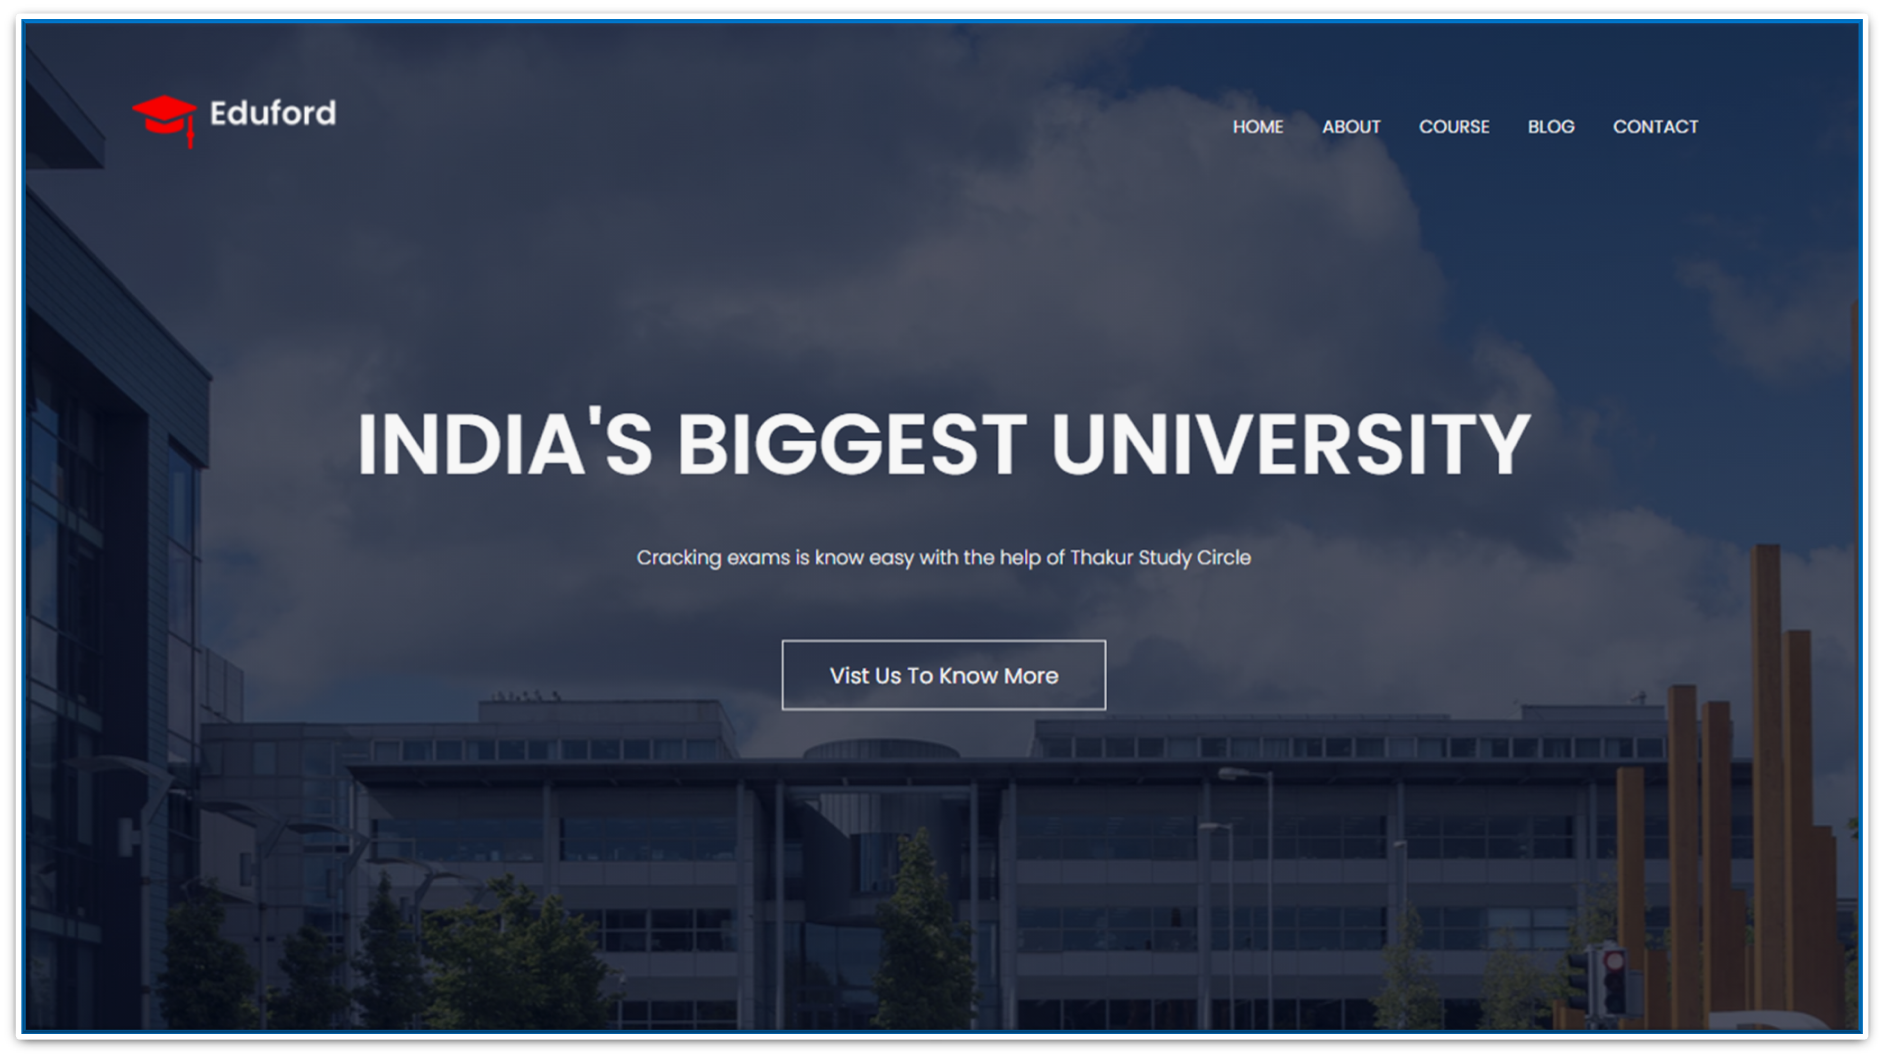 Eduford
HOME ABOUT COURSE BLOG CONTACT
INDIA'S BIGGEST UNIVERSITY
Cracking exams is know easy with the help of Thakur Study Circle
Vist Us To Know More